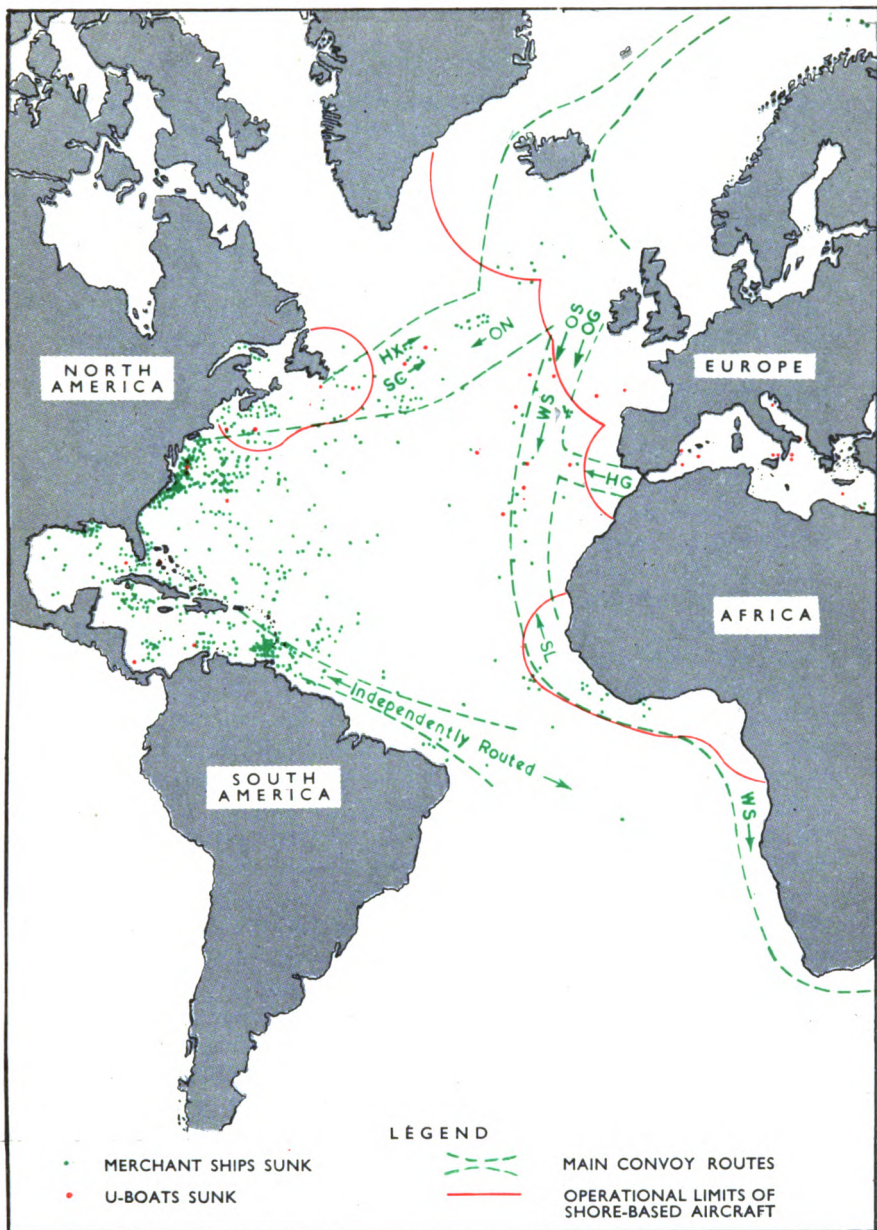 NORTH
AMERICA
HX
SC
ON
OS
OG
WS
HG
EUROPE
AFRICA
SL
Independently Routed
SOUTH
AMERICA
WS
LEGEND
MERCHANT SHIPS SUNK
U-BOATS SUNK
MAIN CONVOY ROUTES
OPERATIONAL LIMITS OF
SHORE-BASED AIRCRAFT